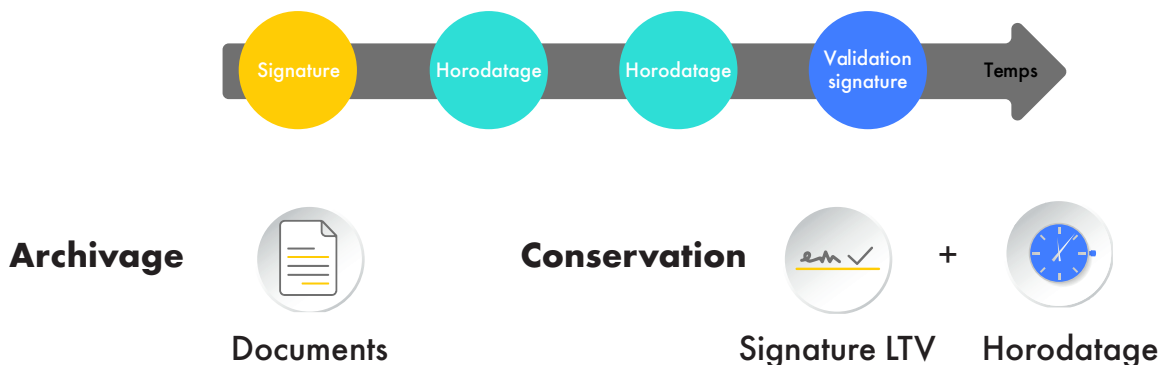 Signature
Horodatage
Horodatage
Validation
signature
Temps
Archivage
Documents
Conservation
+
Signature LTV
Horodatage